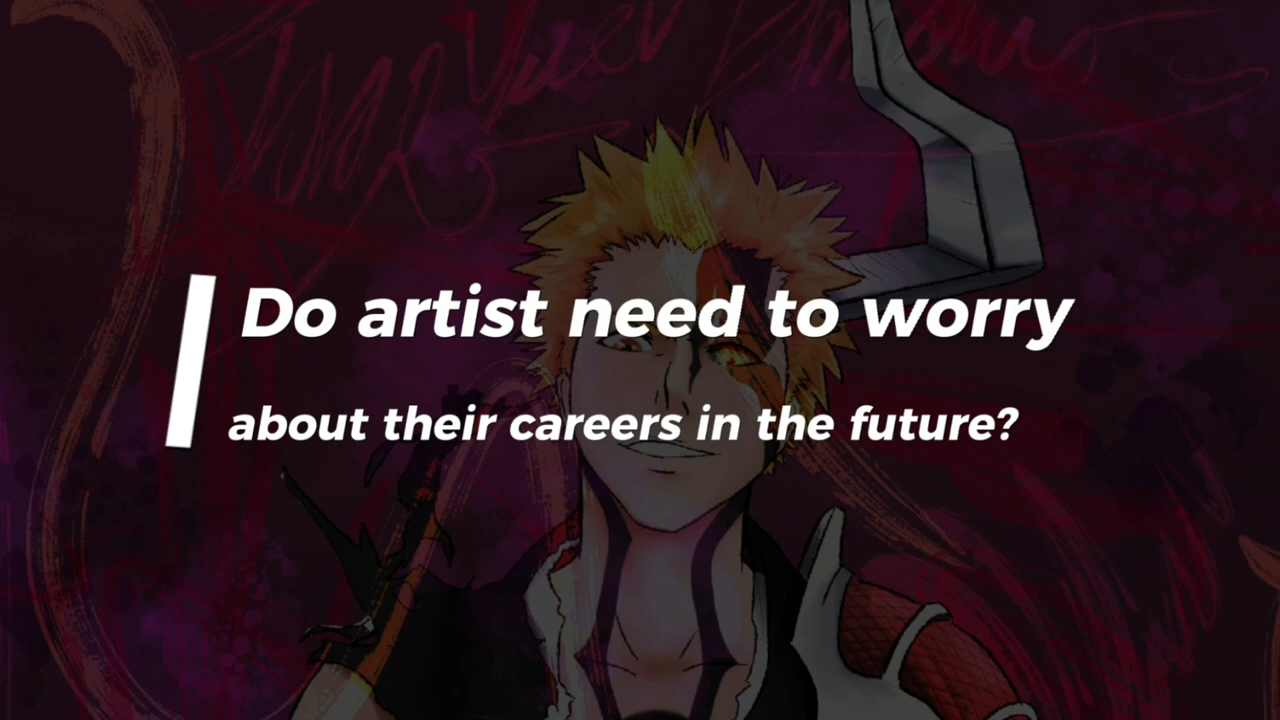 Do artist need to worry
about their careers in the future?